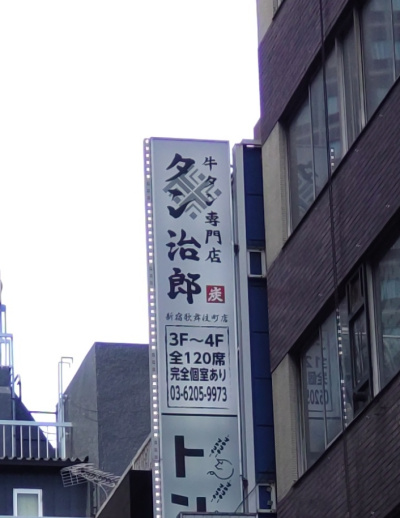 牛タン専門店
タン治郎
炭
新宿歌舞伎町店
3F〜4F
全120席
完全個室あり
03-6205-9973
ト